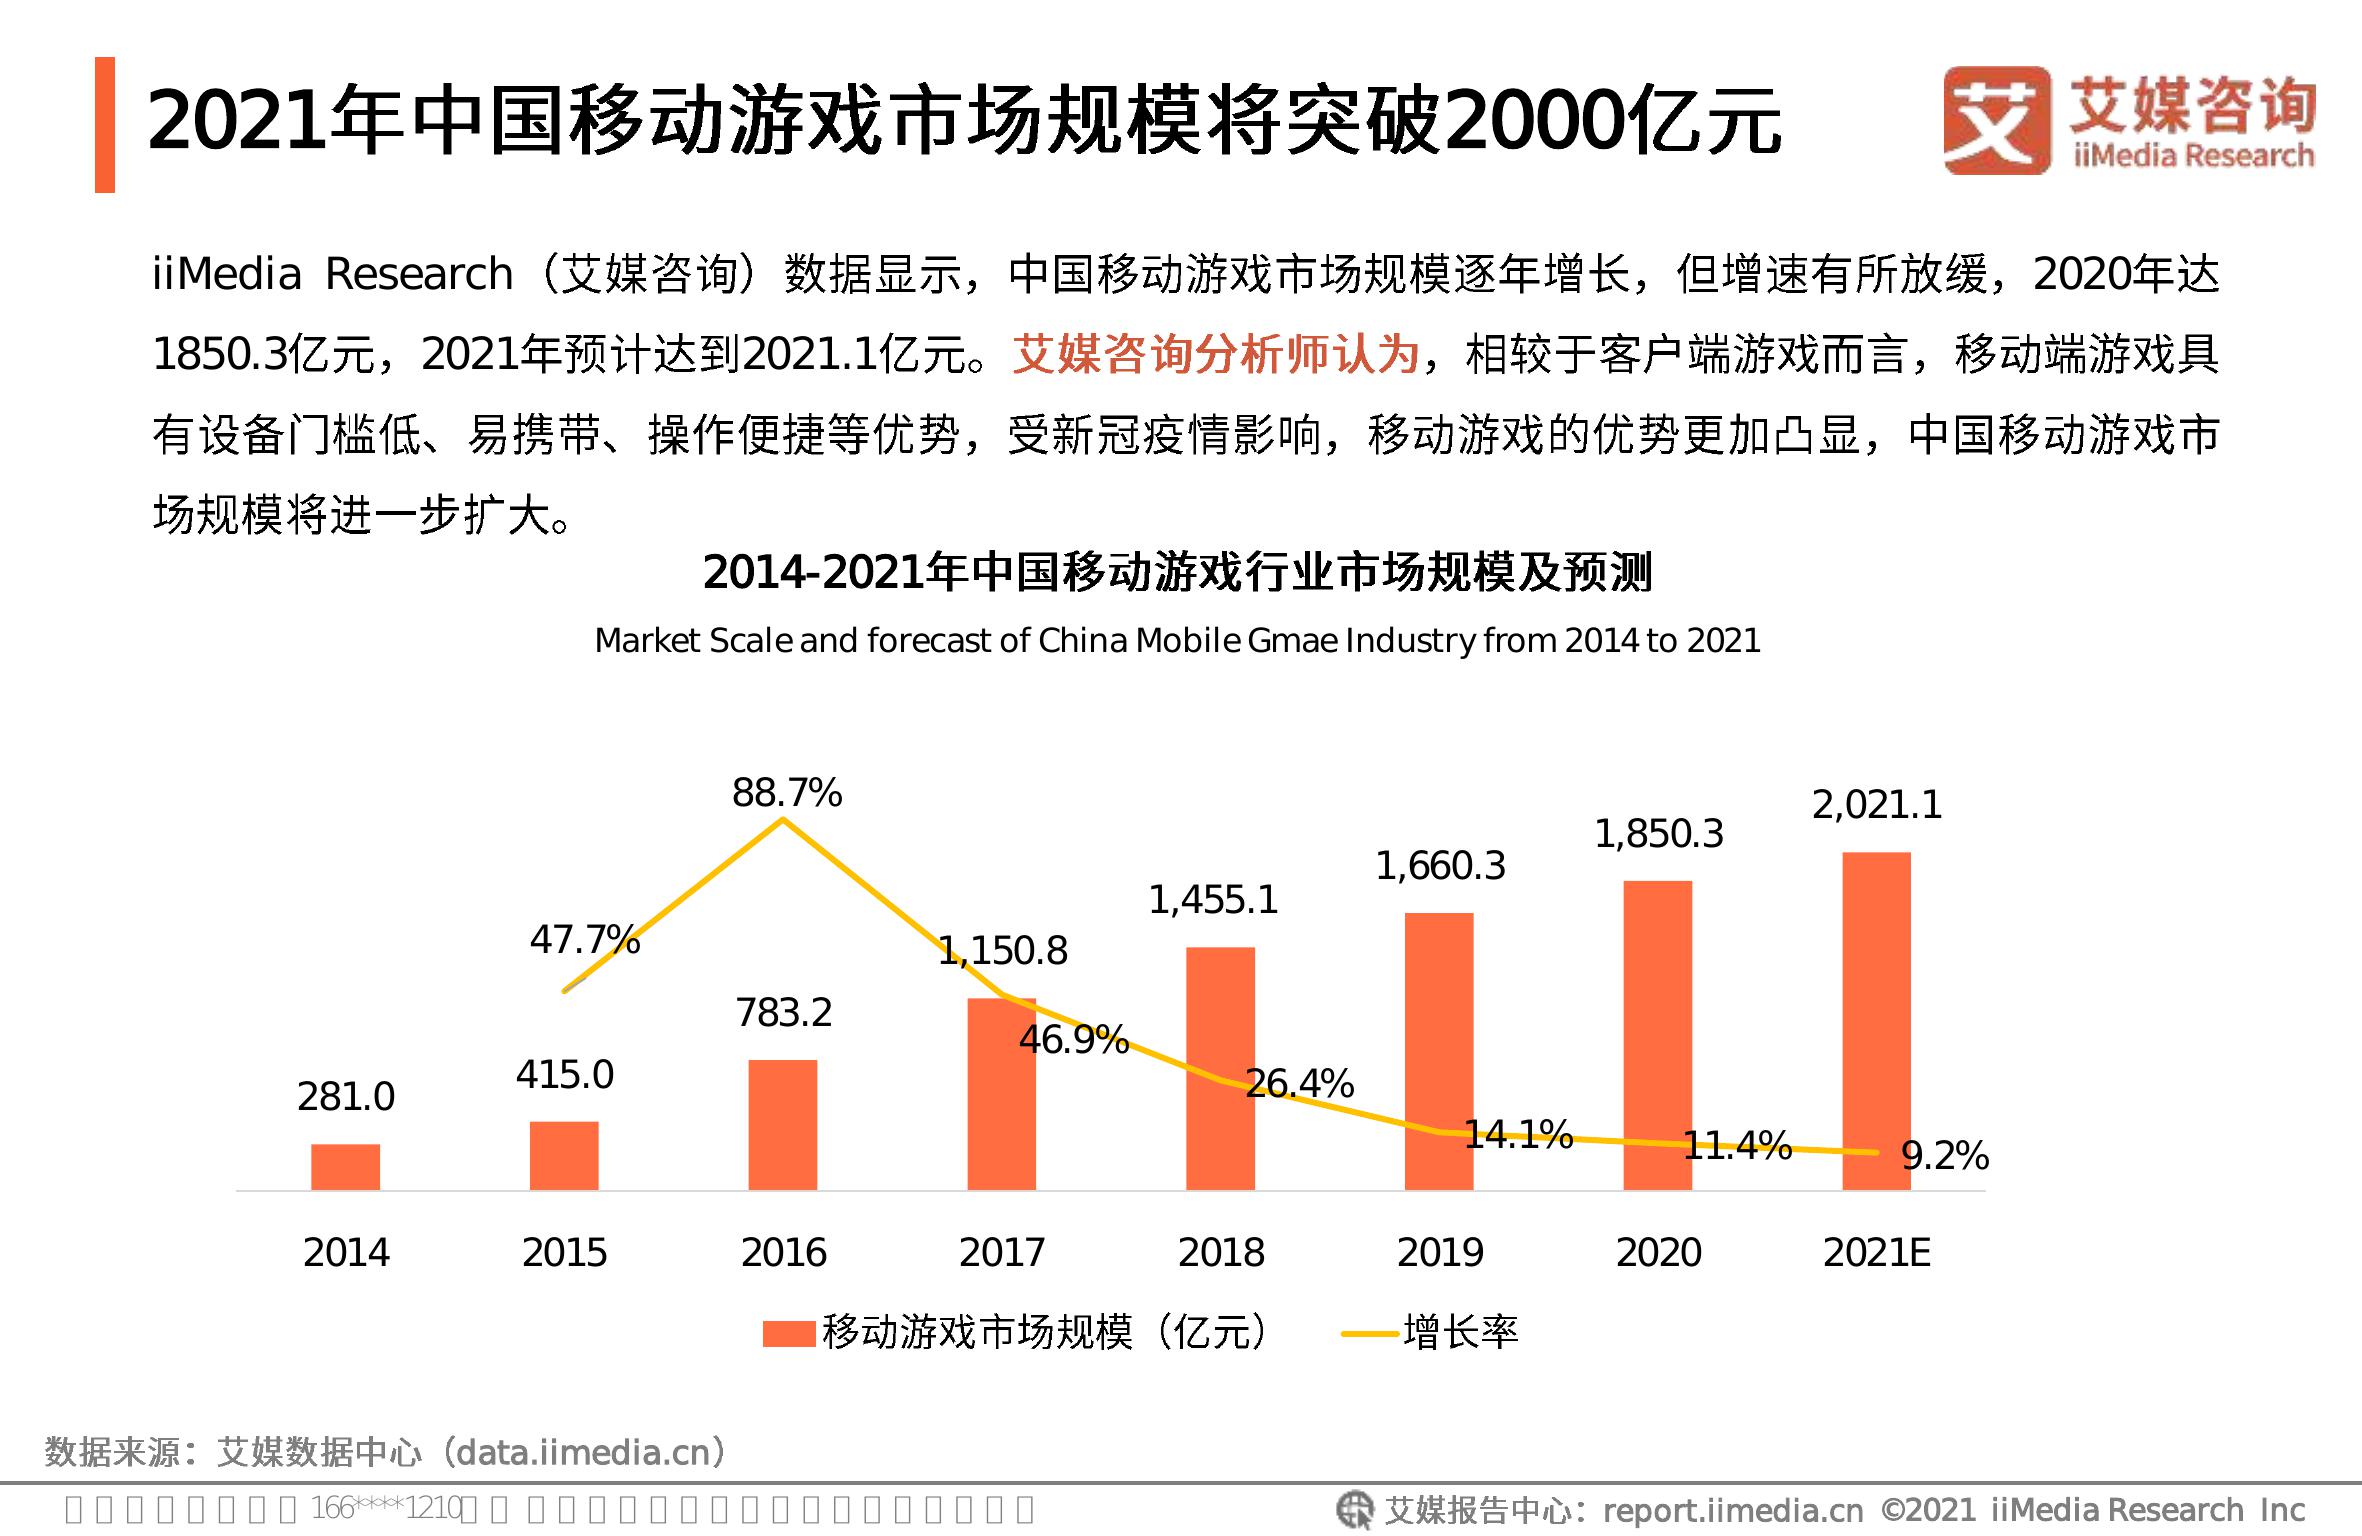 2021年中国移动游戏市场规模将突破2000亿元
艾 艾媒咨询
iiMedia Research
iiMedia Research（艾媒咨询）数据显示，中国移动游戏市场规模逐年增长，但增速有所放缓，2020年达
1850.3亿元，2021年预计达到2021.1亿元。艾媒咨询分析师认为，相较于客户端游戏而言，移动端游戏具
有设备门槛低、易携带、操作便捷等优势，受新冠疫情影响，移动游戏的优势更加凸显，中国移动游戏市
场规模将进一步扩大。
2014-2021年中国移动游戏行业市场规模及预测
Market Scale and forecast of China Mobile Gmae Industry from 2014 to 2021
88.7%
2,021.1
1,850.3
1,660.3
1,455.1
47.7%
1,150.8
783.2
46.9%
415.0
26.4%
281.0
14.1%
11.4%
9.2%
2014 2015 2016 2017 2018 2019 2020 2021E
移动游戏市场规模（亿元） 增长率
数据来源：艾媒数据中心（data.iimedia.cn）
166****1210
艾媒报告中心：report.iimedia.cn ©2021 iiMedia Research Inc